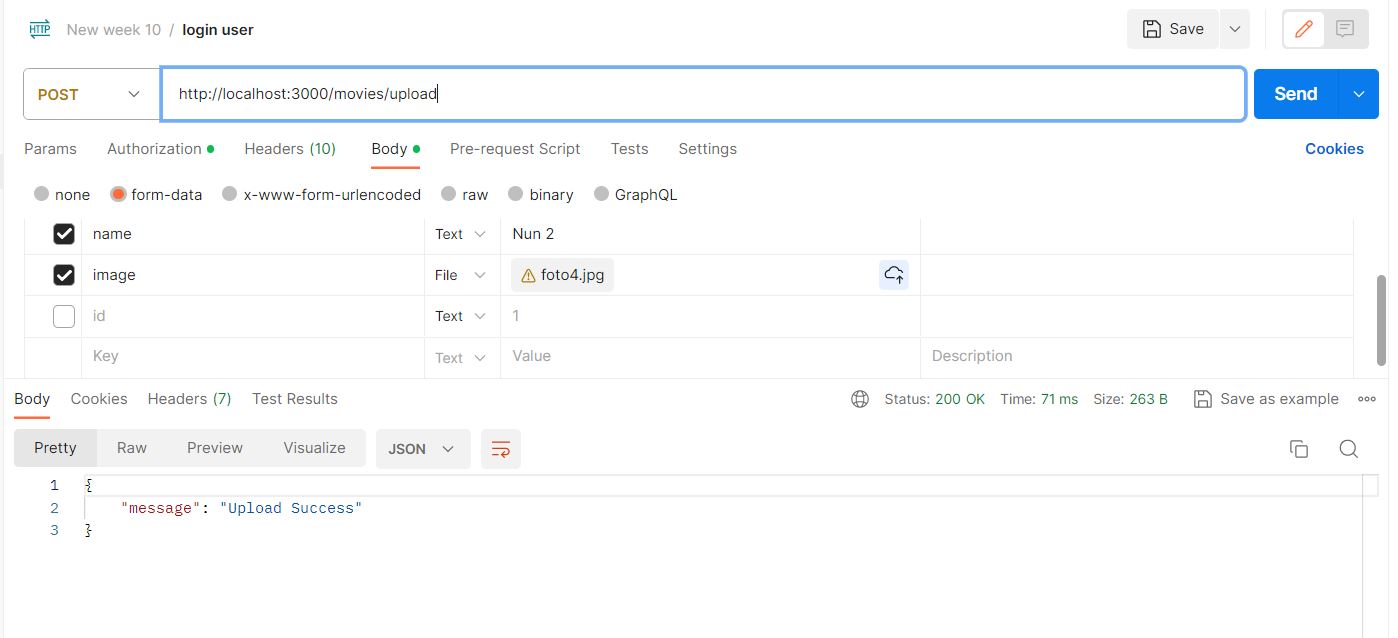 HTTP New week 10 / login user Save
POST http://localhost:3000/movies/upload Send
Params Authorization Headers (10) Body Pre-request Script Tests Settings Cookies
none form-data x-www-form-urlencoded raw binary GraphQL
name Text Nun 2
image File foto4.jpg
id Text 1
Key Text Value Description
Body Cookies Headers (7) Test Results Status: 200 OK Time: 71 ms Size: 263 B Save as example
Pretty Raw Preview Visualize JSON
1 {
2 "message": "Upload Success"
3 }